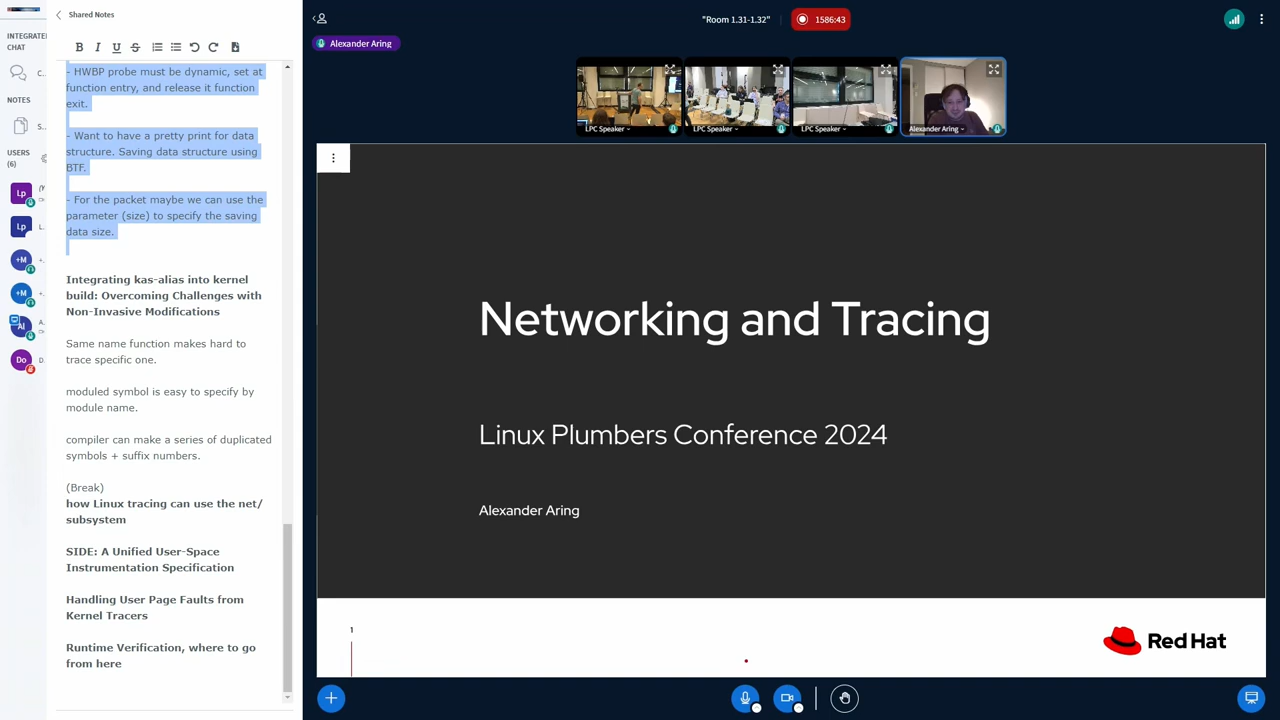 Shared Notes
INTEGRATE
CHAT
C.
NOTES
S..
USERS
(6)
Lp
(\
Lp
L.
+M
+.
+M
+.
Al
A.
Do
D.
- HWBP probe must be dynamic, set at
function entry, and release it function
exit.
- Want to have a pretty print for data
structure. Saving data structure using
BTF.
- For the packet maybe we can use the
parameter (size) to specify the saving
data size.
Integrating kas-alias into kernel
build: Overcoming Challenges with
Non-Invasive Modifications
Same name function makes hard to
trace specific one.
moduled symbol is easy to specify by
module name.
compiler can make a series of duplicated
symbols + suffix numbers.
(Break)
how Linux tracing can use the net/
subsystem
SIDE: A Unified User-Space
Instrumentation Specification
Handling User Page Faults from
Kernel Tracers
Runtime Verification, where to go
from here
"Room 1.31-1.32"
1586:43
Alexander Aring
LPC Speaker
LPC Speaker
LPC Speaker
Alexander Aring
Networking and Tracing
Linux Plumbers Conference 2024
Alexander Aring
1
Red Hat